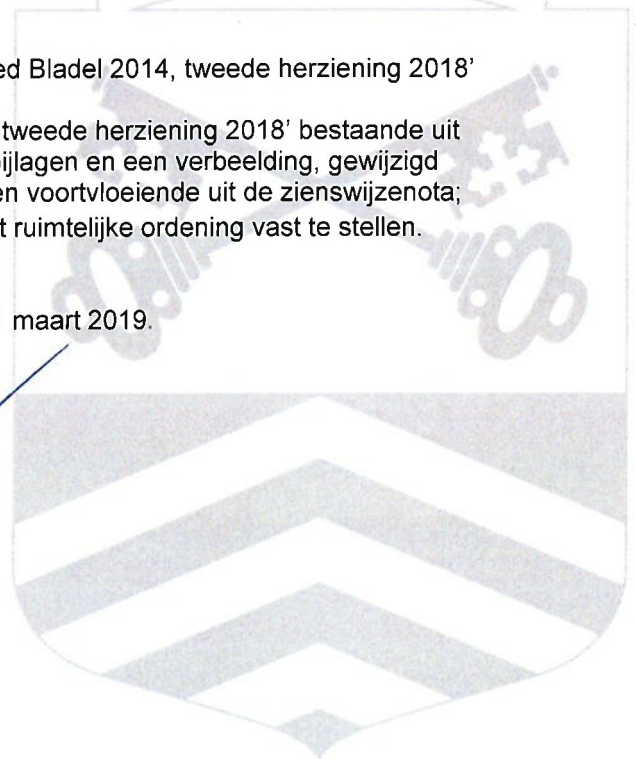 ed Bladel 2014, tweede herziening 2018’
tweede herziening 2018’ bestaande uit
bijlagen en een verbeelding, gewijzigd
en voortvloeiende uit de zienswijzenota;
t ruimtelijke ordening vast te stellen.
maart 2019.